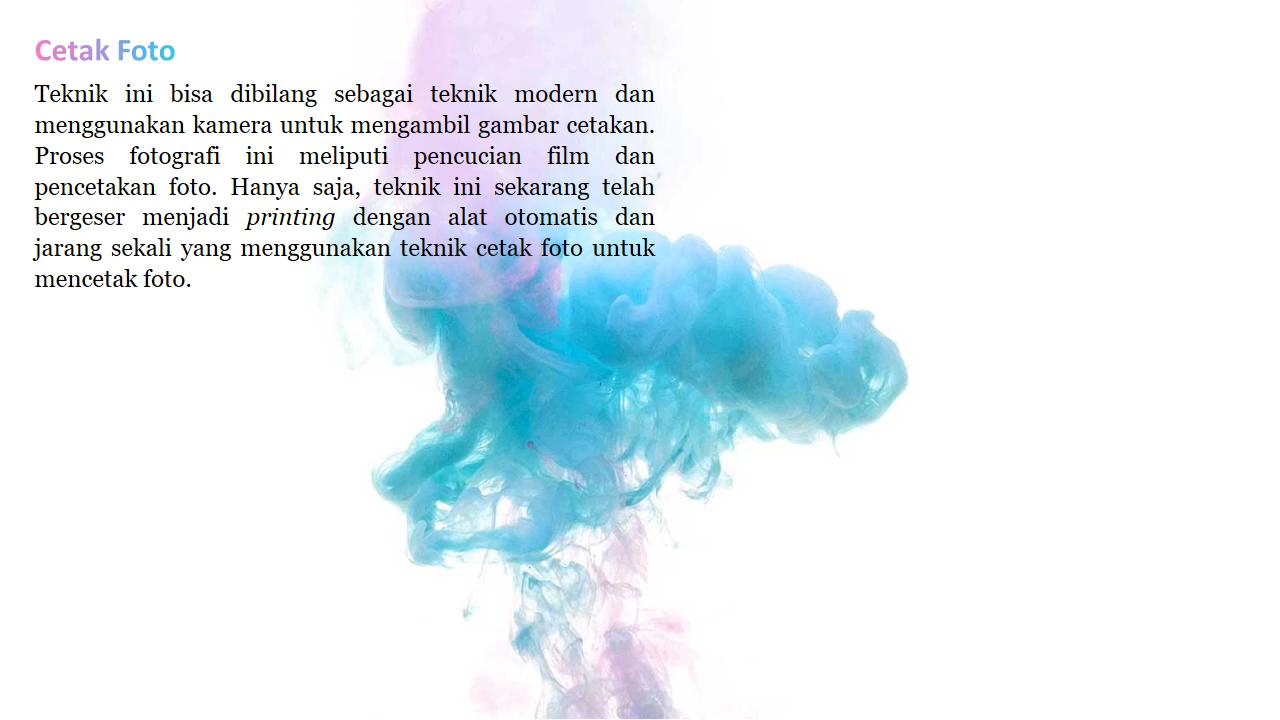 Cetak Foto
Teknik ini bisa dibilang sebagai teknik modern dan
menggunakan kamera untuk mengambil gambar cetakan.
Proses fotografi ini meliputi pencucian film dan
pencetakan foto. Hanya saja, teknik ini sekarang telah
bergeser menjadi printing dengan alat otomatis dan
jarang sekali yang menggunakan teknik cetak foto untuk
mencetak foto.